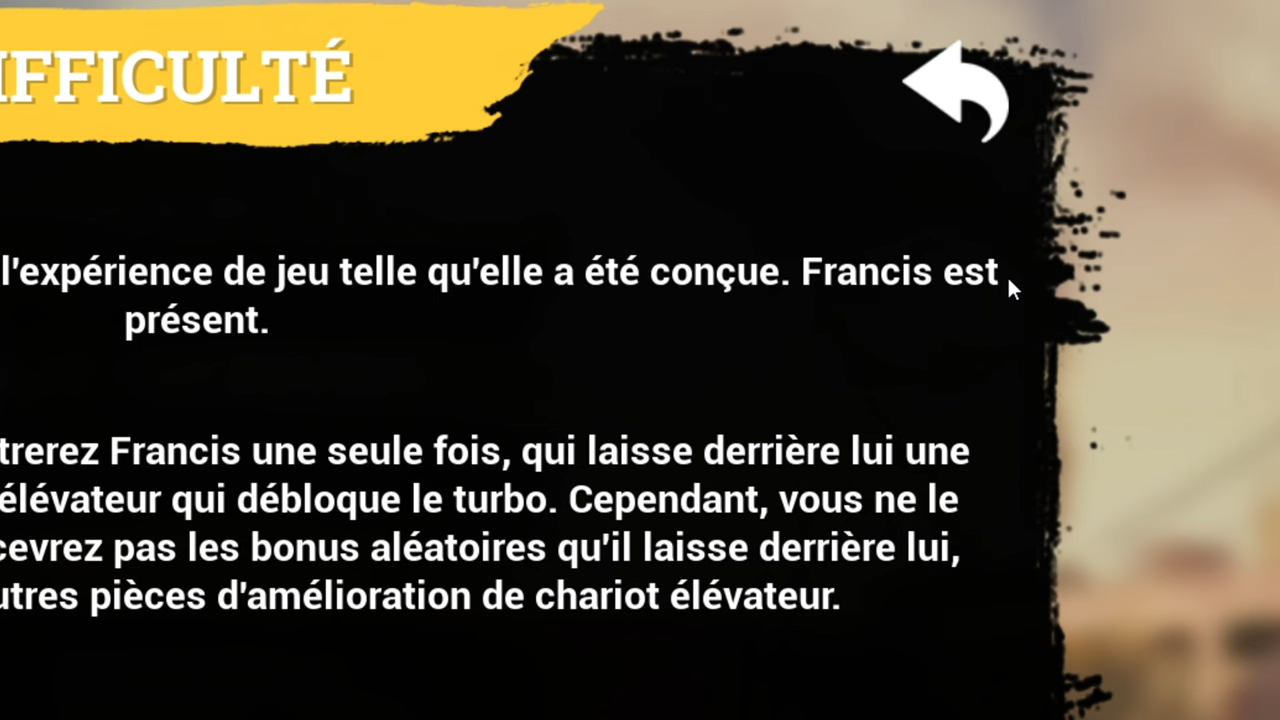 IFFICULTÉ
l'expérience de jeu telle qu'elle a été conçue. Francis est
présent.
trerez Francis une seule fois, qui laisse derrière lui une
élévateur qui débloque le turbo. Cependant, vous ne le
cevrez pas les bonus aléatoires qu'il laisse derrière lui,
utres pièces d'amélioration de chariot élévateur.